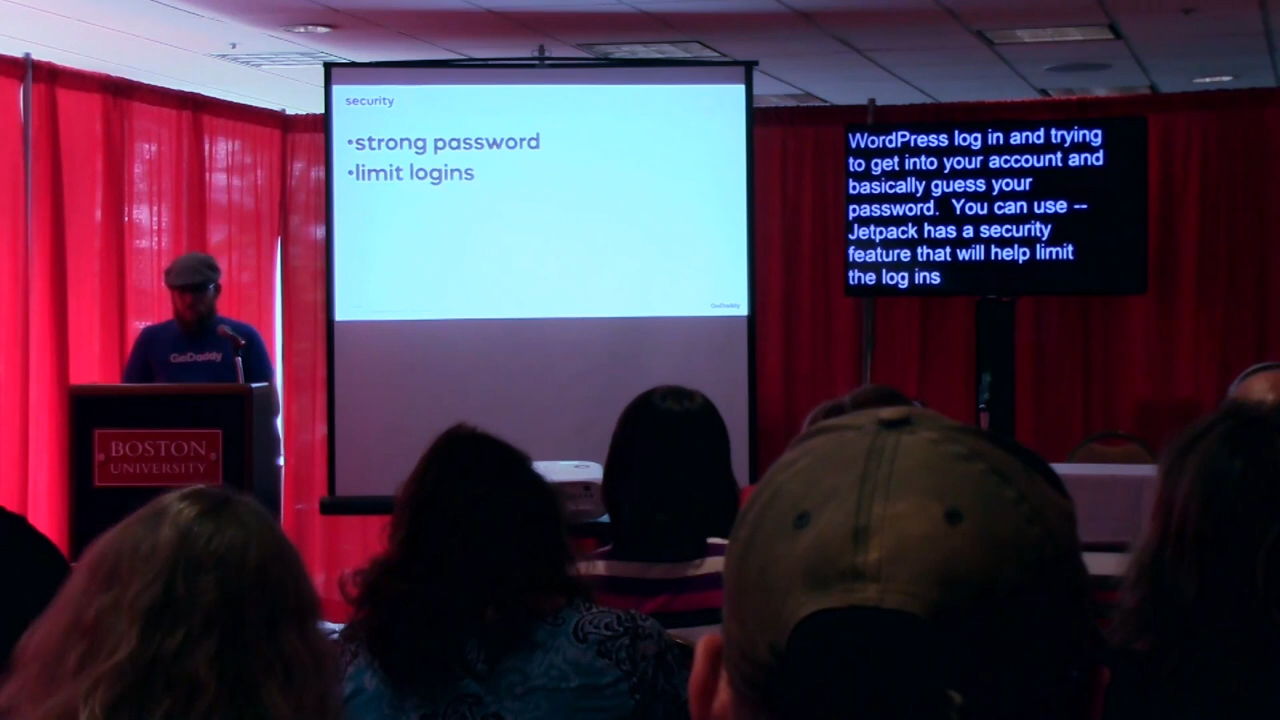 security
•strong password
•limit logins
GoDaddy
WordPress log in and trying
to get into your account and
basically guess your
password.  You can use --
Jetpack has a security
feature that will help limit
the log ins
GoDaddy
BOSTON
UNIVERSITY